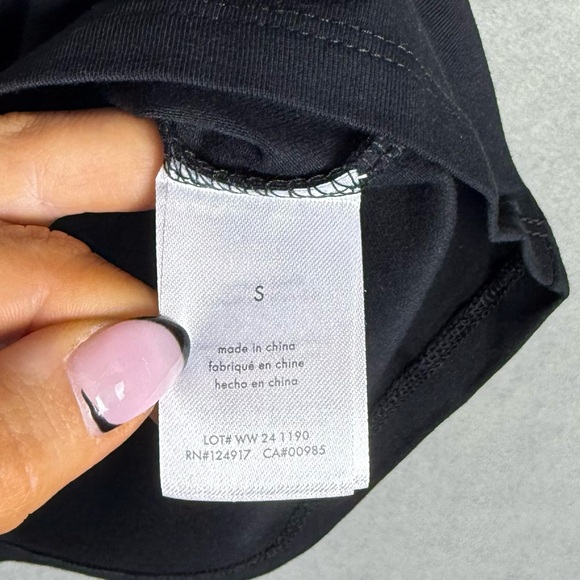 S
made in china
fabriqué en chine
hecho en china
LOT# WW 24 1190
RN#124917 CA#00985